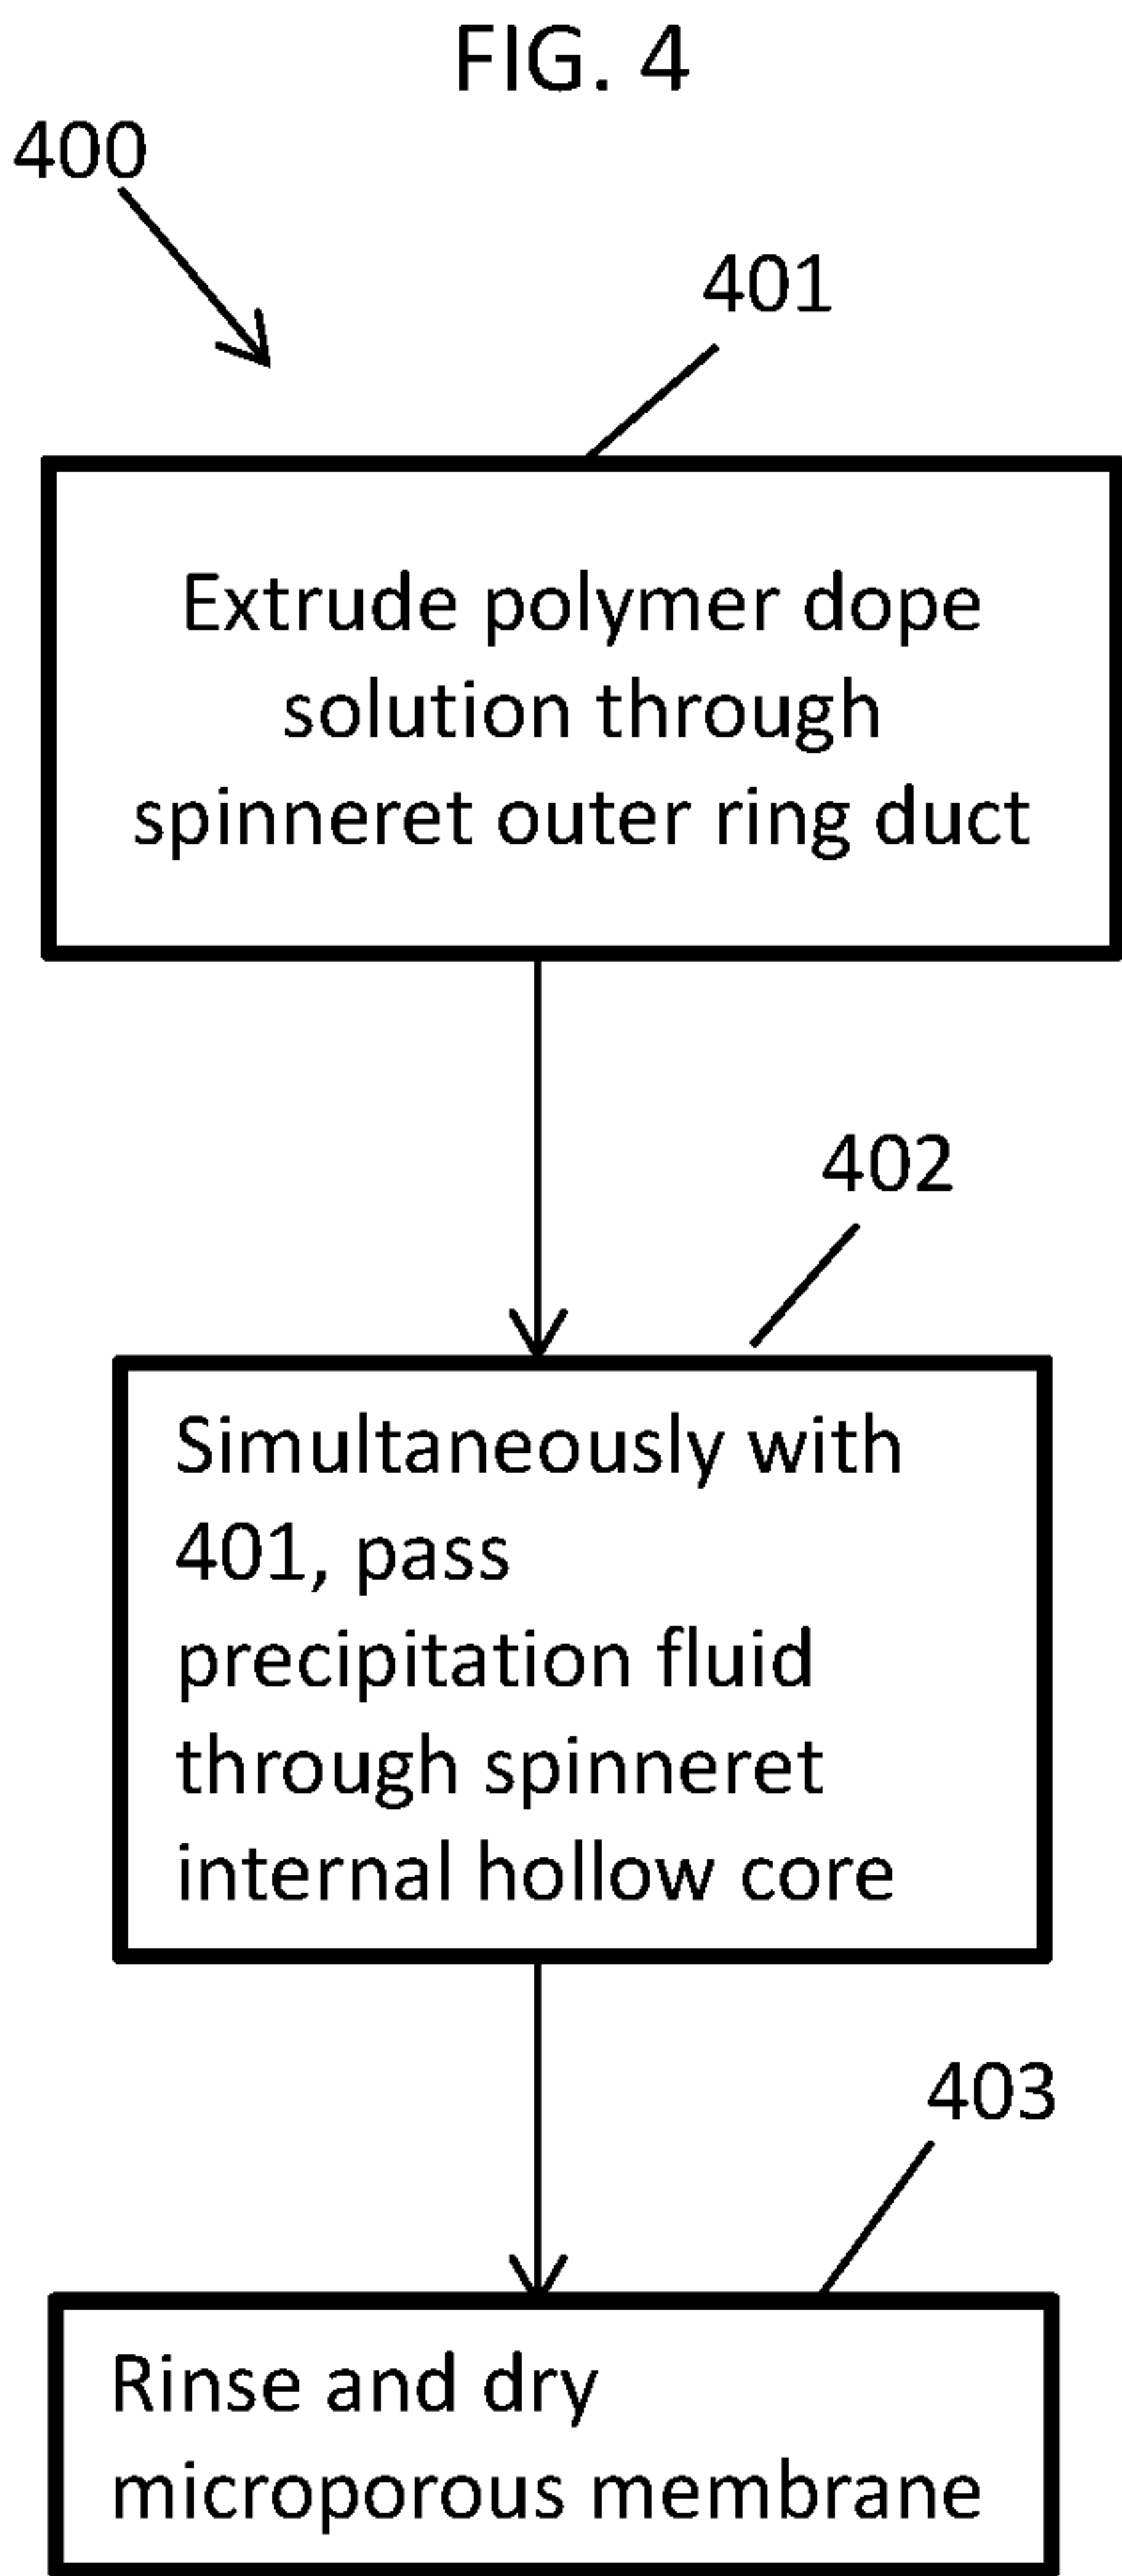 FIG. 4
400
401
Extrude polymer dope
solution through
spinneret outer ring duct
402
Simultaneously with
401, pass
precipitation fluid
through spinneret
internal hollow core
403
Rinse and dry
microporous membrane